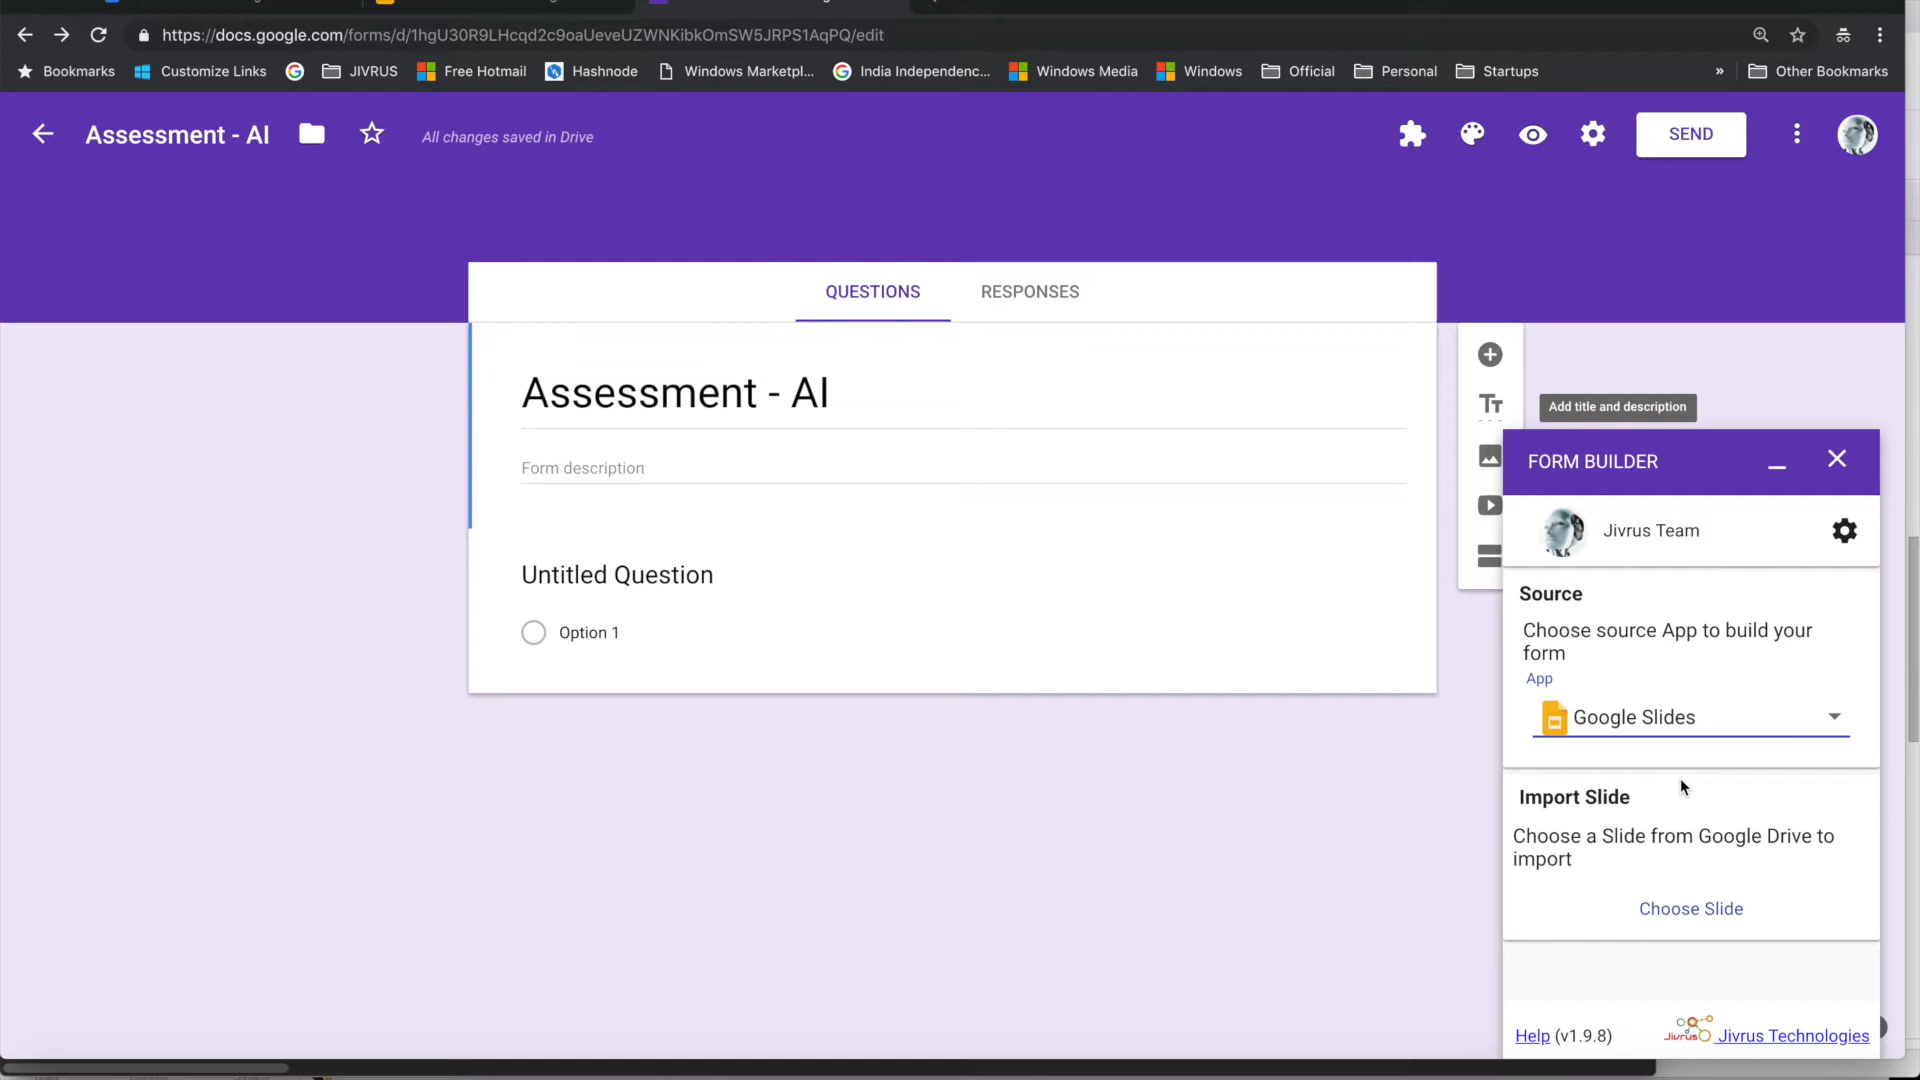 https://docs.google.com/forms/d/1hgU30R9LHcqd2c9oaUeveUZWNKibkOmSW5JRPS1AqPQ/edit
Bookmarks Customize Links JIVRUS Free Hotmail Hashnode Windows Marketpl... India Independenc... Windows Media Windows Official Personal Startups » Other Bookmarks
Assessment - AI All changes saved in Drive SEND
QUESTIONS RESPONSES
Assessment - AI
Form description
Untitled Question
Option 1
Tт
Add title and description
FORM BUILDER
Jivrus Team
Source
Choose source App to build your
form
App
Google Slides
Import Slide
Choose a Slide from Google Drive to
import
Choose Slide
Help (v1.9.8) Jivrus Jivrus Technologies